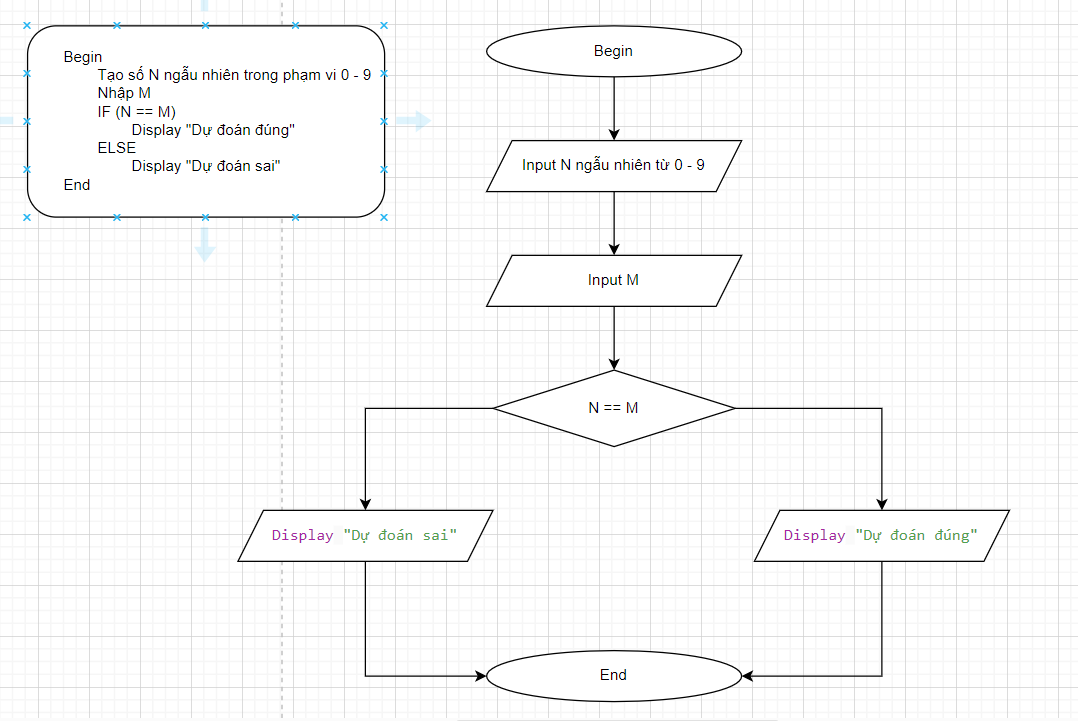 Begin
Tạo số N ngẫu nhiên trong phạm vi 0 - 9
Nhập M
IF (N == M)
Display "Dự đoán đúng"
ELSE
Display "Dự đoán sai"
End
Begin
Input N ngẫu nhiên từ 0 - 9
Input M
N == M
Display "Dự đoán sai"
Display "Dự đoán đúng"
End